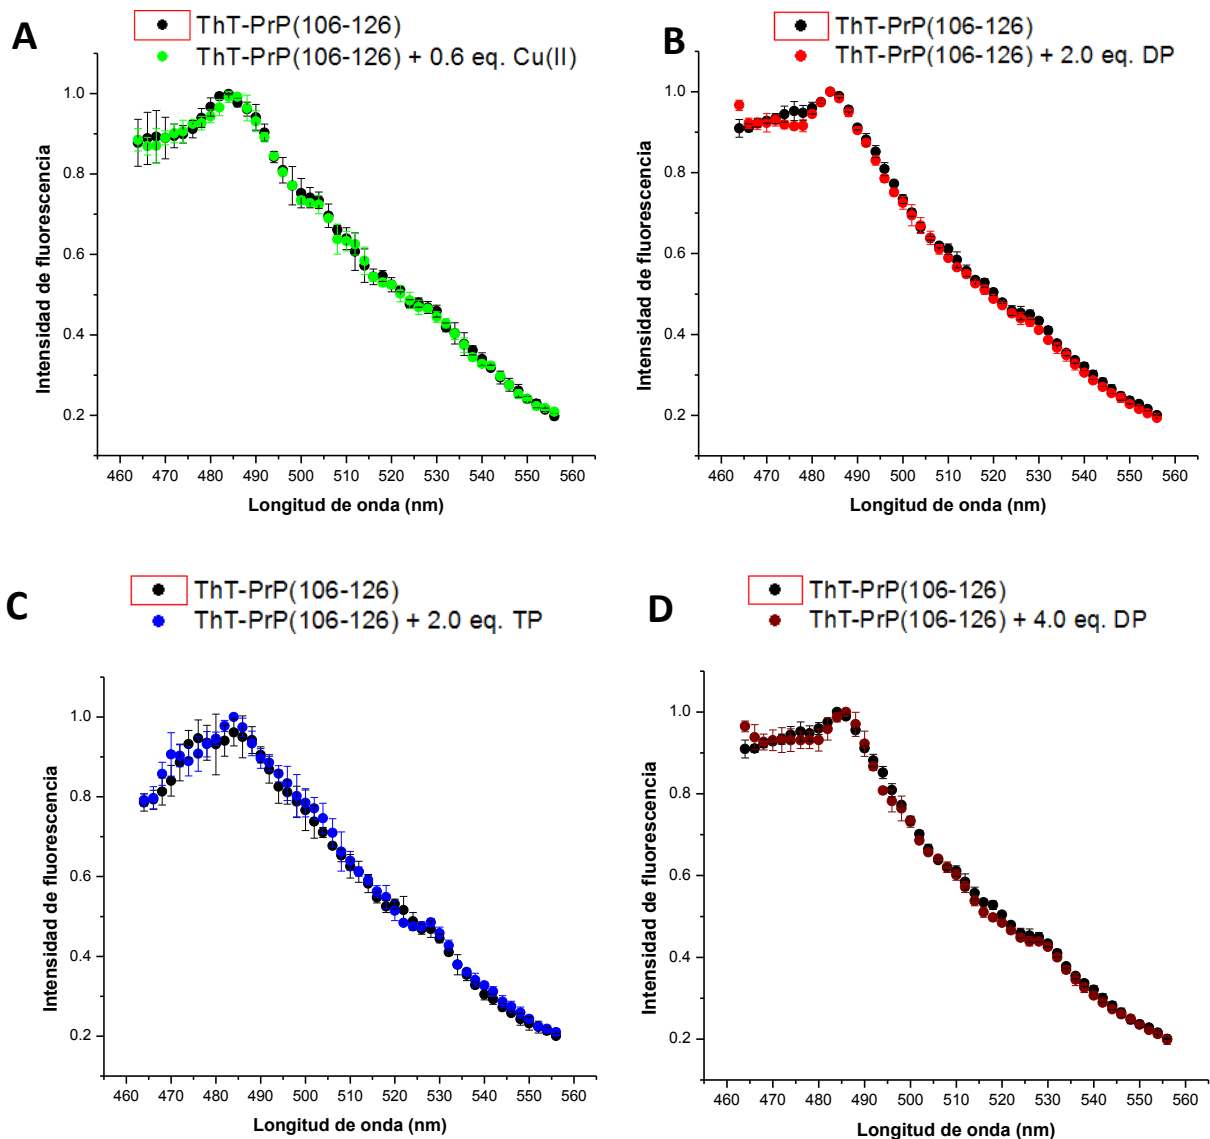 A
ThT-PrP(106-126)
ThT-PrP(106-126) + 0.6 eq. Cu(II)
Intensidad de fluorescencia
1.0
0.8
0.6
0.4
0.2
460 470 480 490 500 510 520 530 540 550 560
Longitud de onda (nm)
B
ThT-PrP(106-126)
ThT-PrP(106-126) + 2.0 eq. DP
Intensidad de fluorescencia
1.0
0.8
0.6
0.4
0.2
460 470 480 490 500 510 520 530 540 550 560
Longitud de onda (nm)
C
ThT-PrP(106-126)
ThT-PrP(106-126) + 2.0 eq. TP
Intensidad de fluorescencia
1.0
0.8
0.6
0.4
0.2
460 470 480 490 500 510 520 530 540 550 560
Longitud de onda (nm)
D
ThT-PrP(106-126)
ThT-PrP(106-126) + 4.0 eq. DP
Intensidad de fluorescencia
1.0
0.8
0.6
0.4
0.2
460 470 480 490 500 510 520 530 540 550 560
Longitud de onda (nm)